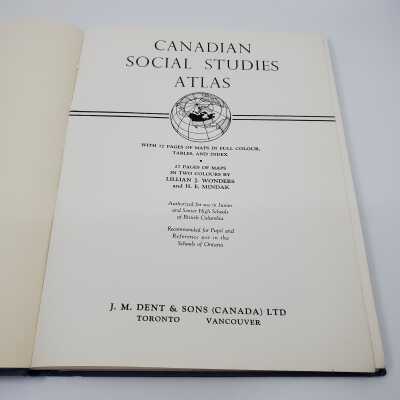 CANADIAN
SOCIAL STUDIES
ATLAS
WITH 72 PAGES OF MAPS IN FULL COLOUR,
TABLES, AND INDEX
27 PAGES OF MAPS
IN TWO COLOURS BY
LILLIAN J. WONDERS
and H. E. MINDAK
Authorized for use in Junior
and Senior High Schools
of British Columbia
Recommended for Pupil and
Reference use in the
Schools of Ontario
J. M. DENT & SONS (CANADA) LTD
TORONTO VANCOUVER